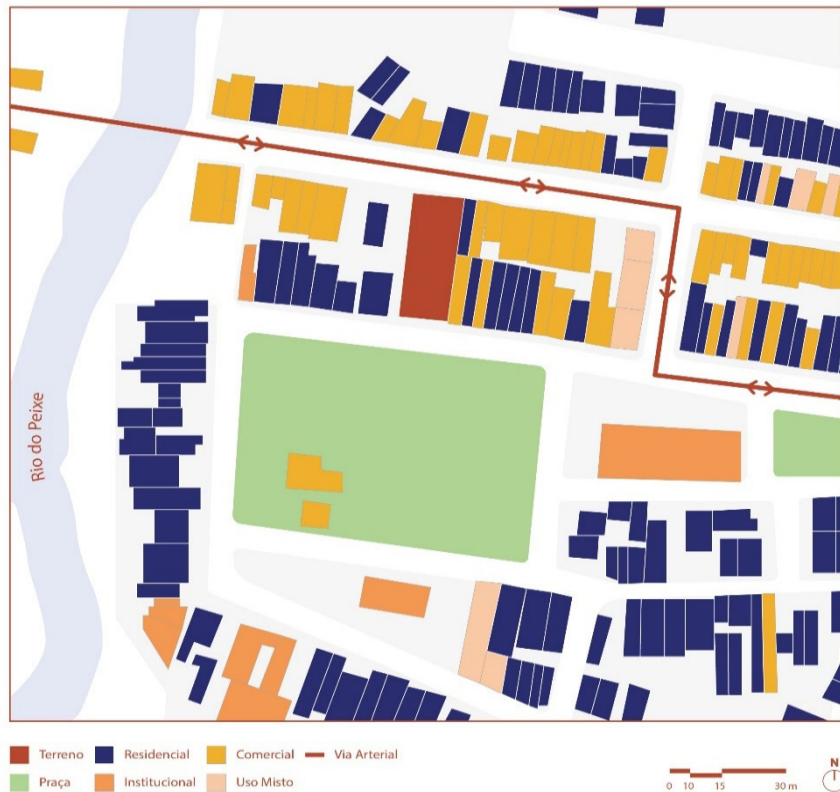 Rio do Peixe
Terreno Residencial Comercial Via Arterial
Praça Institucional Uso Misto
0 10 15 30 m
N